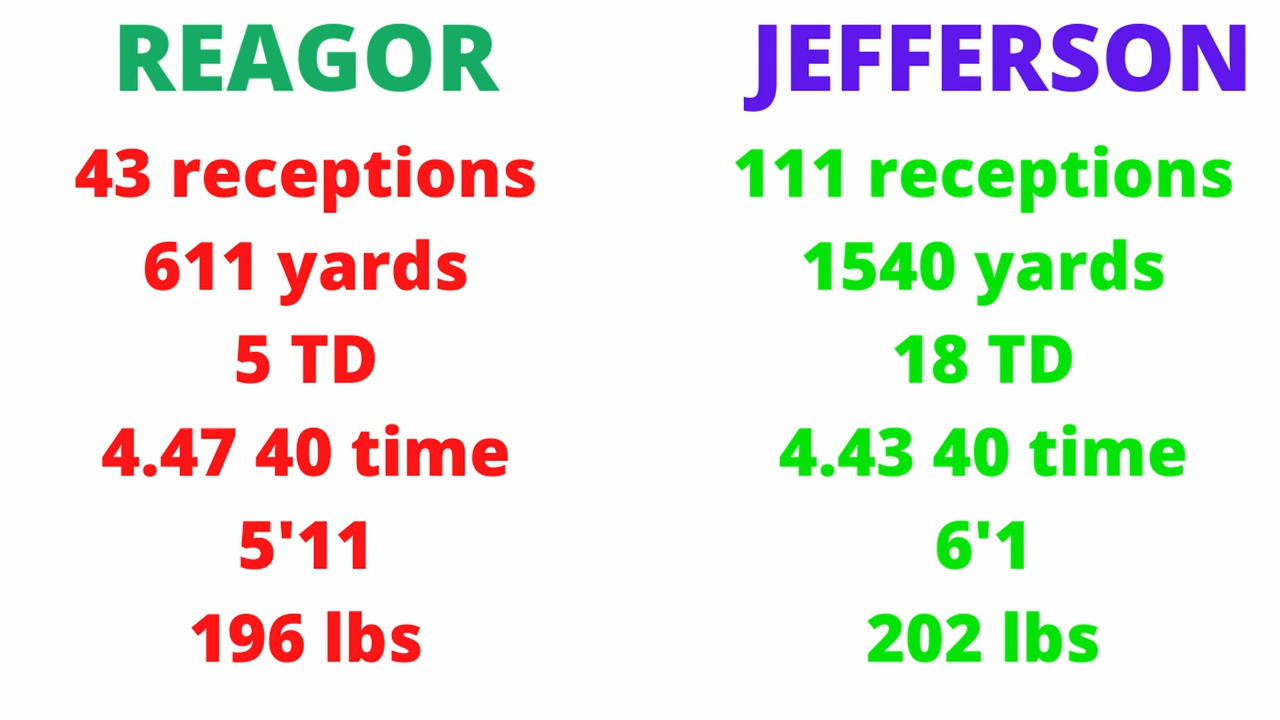 REAGOR
43 receptions
611 yards
5 TD
4.47 40 time
5'11
196 lbs
JEFFERSON
111 receptions
1540 yards
18 TD
4.43 40 time
6'1
202 lbs